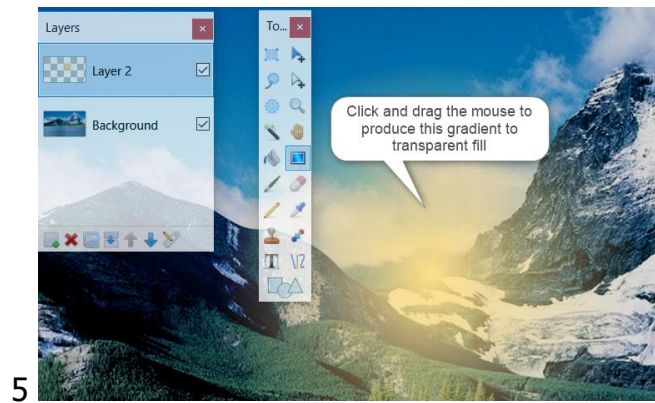 Layers
To...
Layer 2
Background
Click and drag the mouse to
produce this gradient to
transparent fill
5